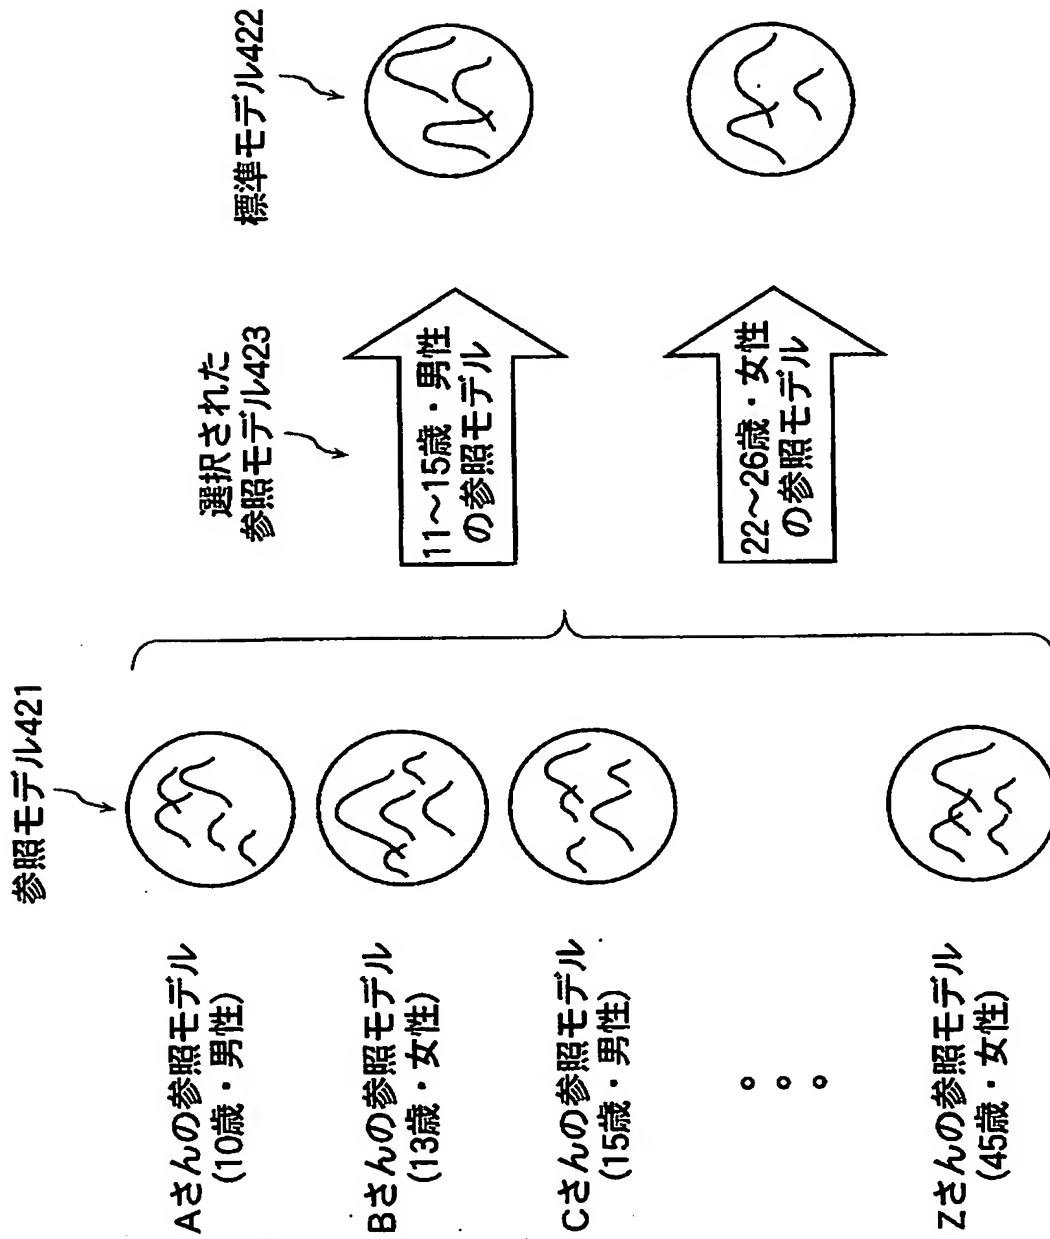 参照モデル421
Aさんの参照モデル
(10歳・男性)
Bさんの参照モデル
(13歳・女性)
Cさんの参照モデル
(15歳・男性)
Zさんの参照モデル
(45歳・女性)
選択された
参照モデル423
11～15歳・男性
の参照モデル
22～26歳・女性
の参照モデル
標準モデル422